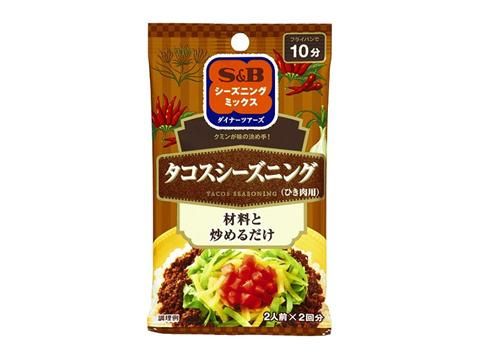 フライパンで
10分
S&B
シーズニング
ミックス
ダイナーツアーズ
クミンが味の決め手!
タコスシーズニング
TACOS SEASONING
(ひき肉用)
材料と
炒めるだけ
調理例
2人前×2回分